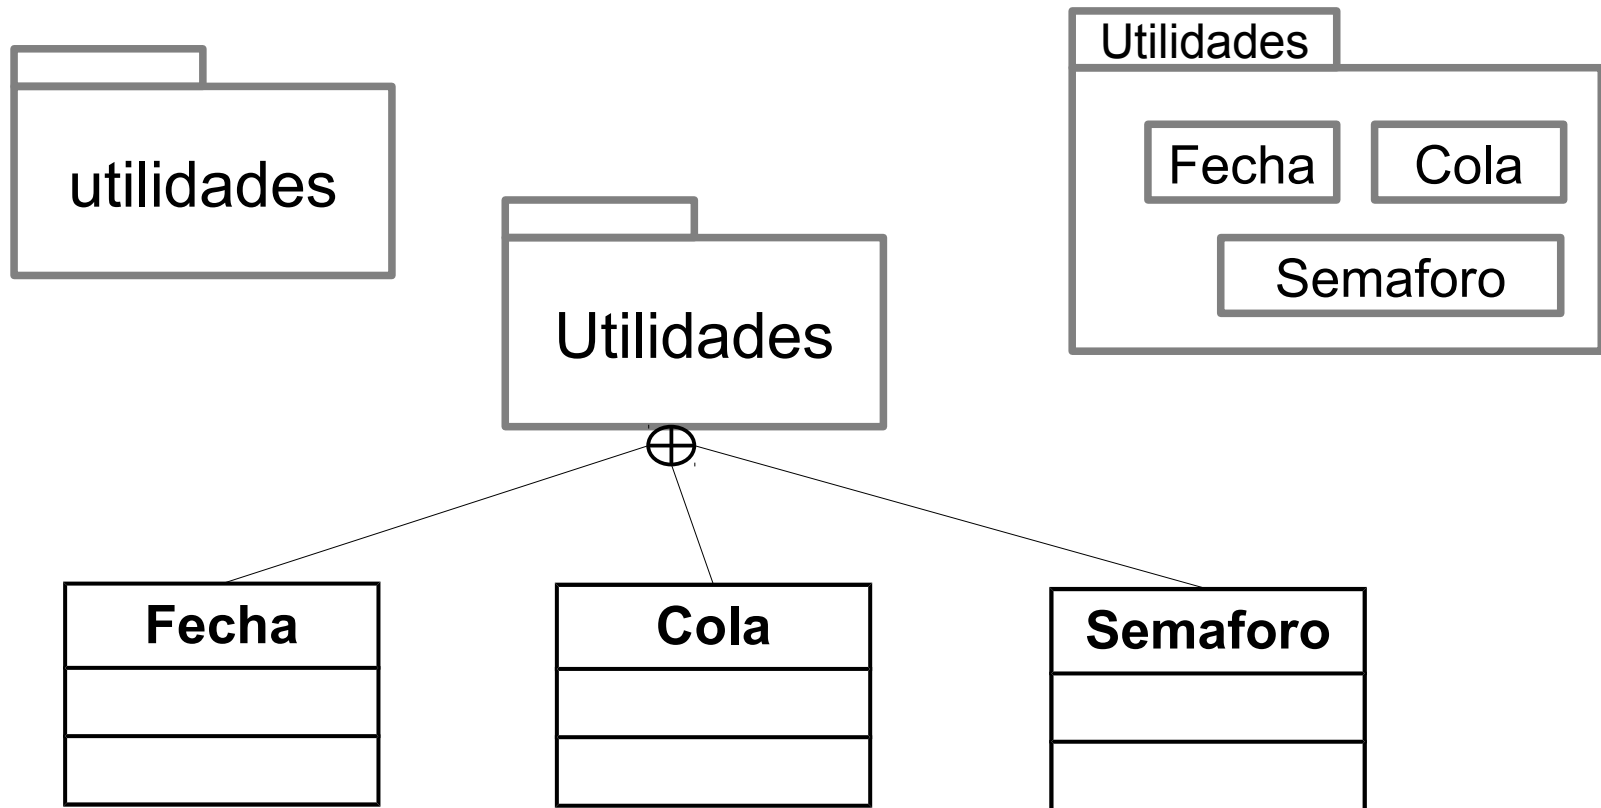 utilidades
Utilidades
Fecha
Cola
Semaforo
Utilidades
Fecha
Cola
Semaforo